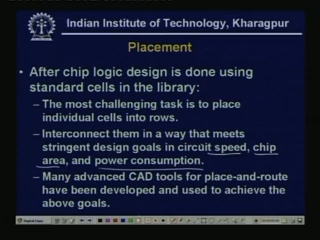 Indian Institute of Technology, Kharagpur
Placement
• After chip logic design is done using
standard cells in the library:
– The most challenging task is to place
individual cells into rows.
– Interconnect them in a way that meets
stringent design goals in circuit speed, chip
area, and power consumption.
– Many advanced CAD tools for place-and-route
have been developed and used to achieve the
above goals.